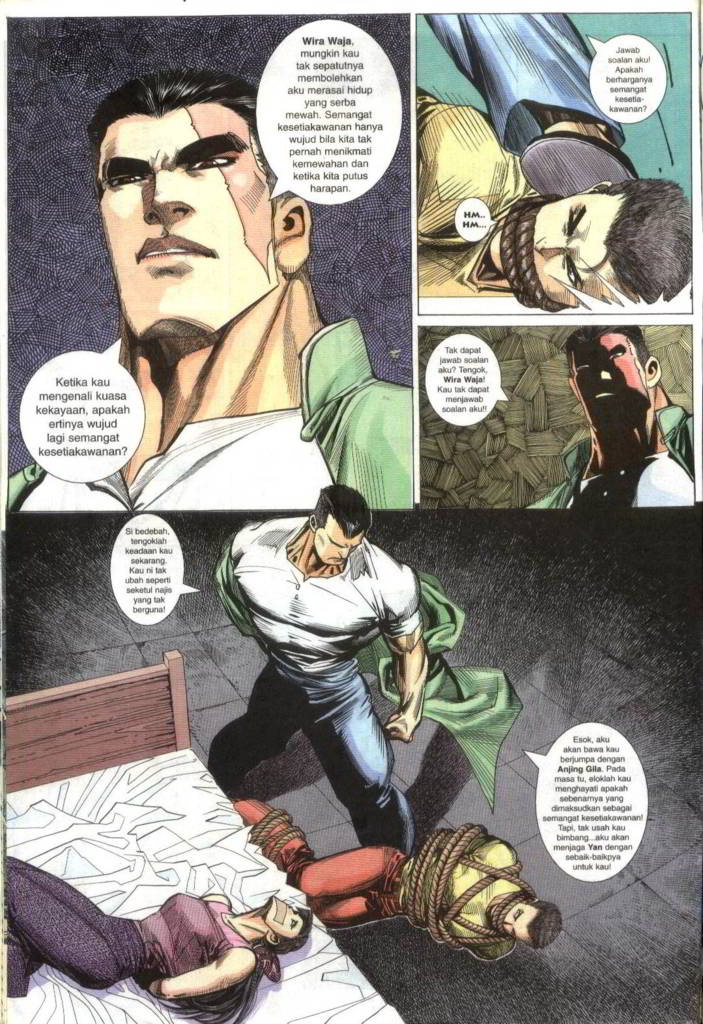 Wira Waja,
mungkin kau
tak sepatutnya
membolehkan
aku merasai hidup
yang serba
mewah. Semangat
kesetiakawanan hanya
wujud bila kita tak
pernah menikmati
kemewahan dan
ketika kita putus
harapan.
Ketika kau
mengenali kuasa
kekayaan, apakah
ertinya wujud
lagi semangat
kesetiakawanan?
Jawab
soalan aku!
Apakah
berharganya
semangat
kesetia-
kawanan?
HM..
HM...
Tak dapat
jawab soalan
aku? Tengok,
Wira Waja!
Kau tak dapat
menjawab
soalan aku!!
Si bedebah,
tengoklah
keadaan kau
sekarang.
Kau ni tak
ubah seperti
seketul najis
yang tak
berguna!
Esok, aku
akan bawa kau
berjumpa dengan
Anjing Gila. Pada
masa tu, eloklah kau
menghayati apakah
sebenarnya yang
dimaksudkan sebagai
semangat kesetiakawanan!
Tapi, tak usah kau
bimbang...aku akan
menjaga Yan dengan
sebaik-baikpya
untuk kau!